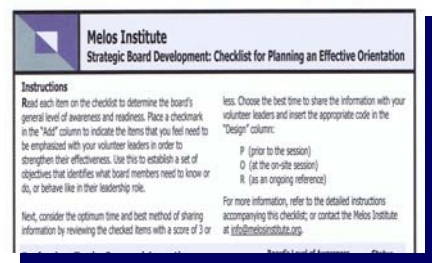 Melos Institute
Strategic Board Development: Checklist for Planning an Effective Orientation
Instructions
Read each item on the checklist to determine the board's
general level of awareness and readiness. Place a checkmark
in the "Add" column to indicate the items that you feel need to
be emphasized with your volunteer leaders in order to
strengthen their effectiveness. Use this to establish a set of
objectives that identifies what board members need to know or
do, or behave like in their leadership role.
Next, consider the optimum time and best method of sharing
information by reviewing the checked items with a score of 3 or
less. Choose the best time to share the information with your
volunteer leaders and insert the appropriate code in the
"Design" column:
P (prior to the session)
O (at the on-site session)
R (as an ongoing reference)
For more information, refer to the detailed instructions
accompanying this checklist; or contact the Melos Institute
at info@melosinstitute.org.